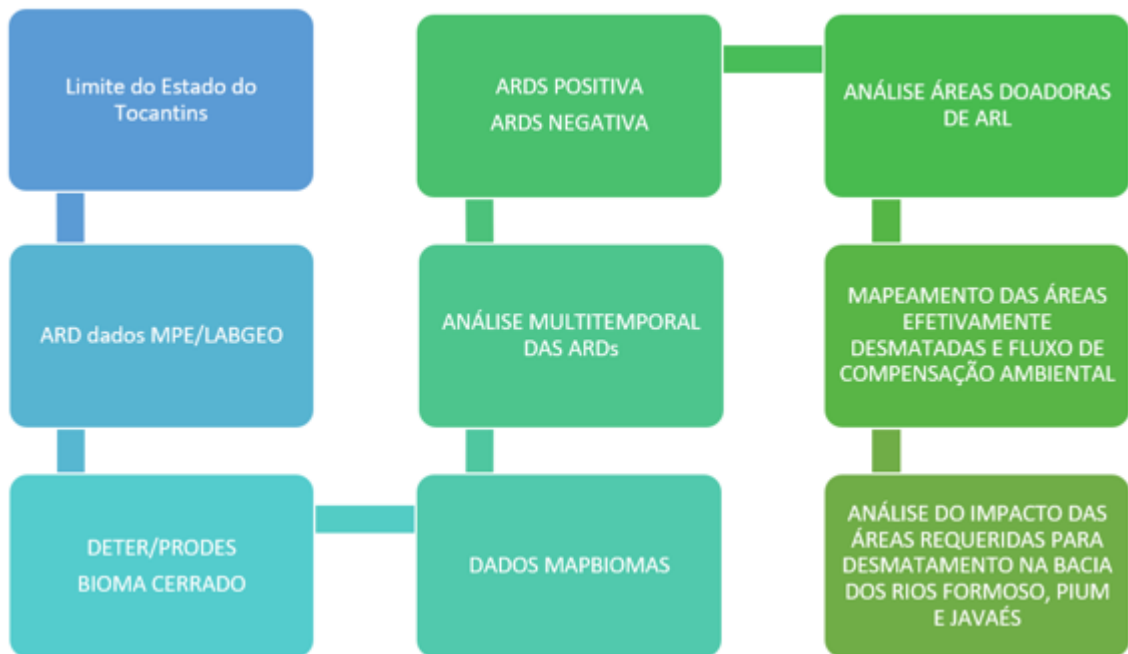 Limite do Estado do
Tocantins
ARD dados MPE/LABGEO
DETER/PRODES
BIOMA CERRADO
DADOS MAPBIOMAS
ANÁLISE MULTITEMPORAL
DAS ARDs
ARDS POSITIVA
ARDS NEGATIVA
ANÁLISE ÁREAS DOADORAS
DE ARL
MAPEAMENTO DAS ÁREAS
EFETIVAMENTE
DESMATADAS E FLUXO DE
COMPENSAÇÃO AMBIENTAL
ANÁLISE DO IMPACTO DAS
ÁREAS REQUERIDAS PARA
DESMATAMENTO NA BACIA
DOS RIOS FORMOSO, PIUM
E JAVAÉS